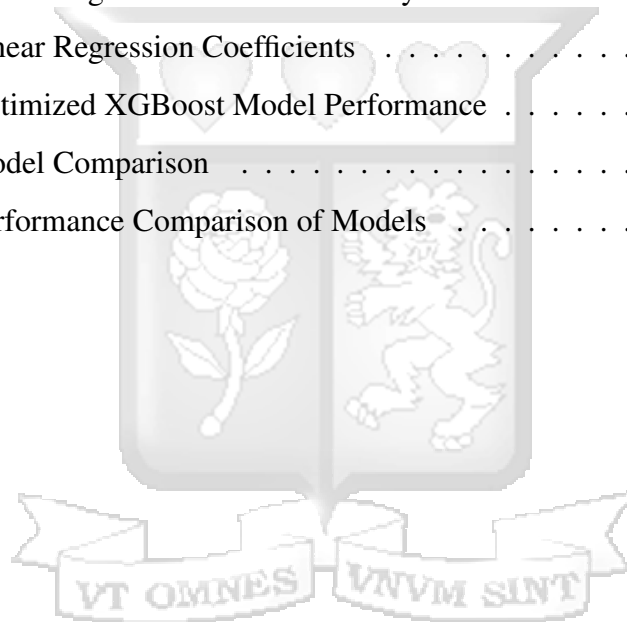 near Regression Coefficients . . . . . . . . . . .
timized XGBoost Model Performance . . . . . .
odel Comparison . . . . . . . . . . . . . . . . .
rformance Comparison of Models . . . . . . . .
VT OMNES VNVM SINT